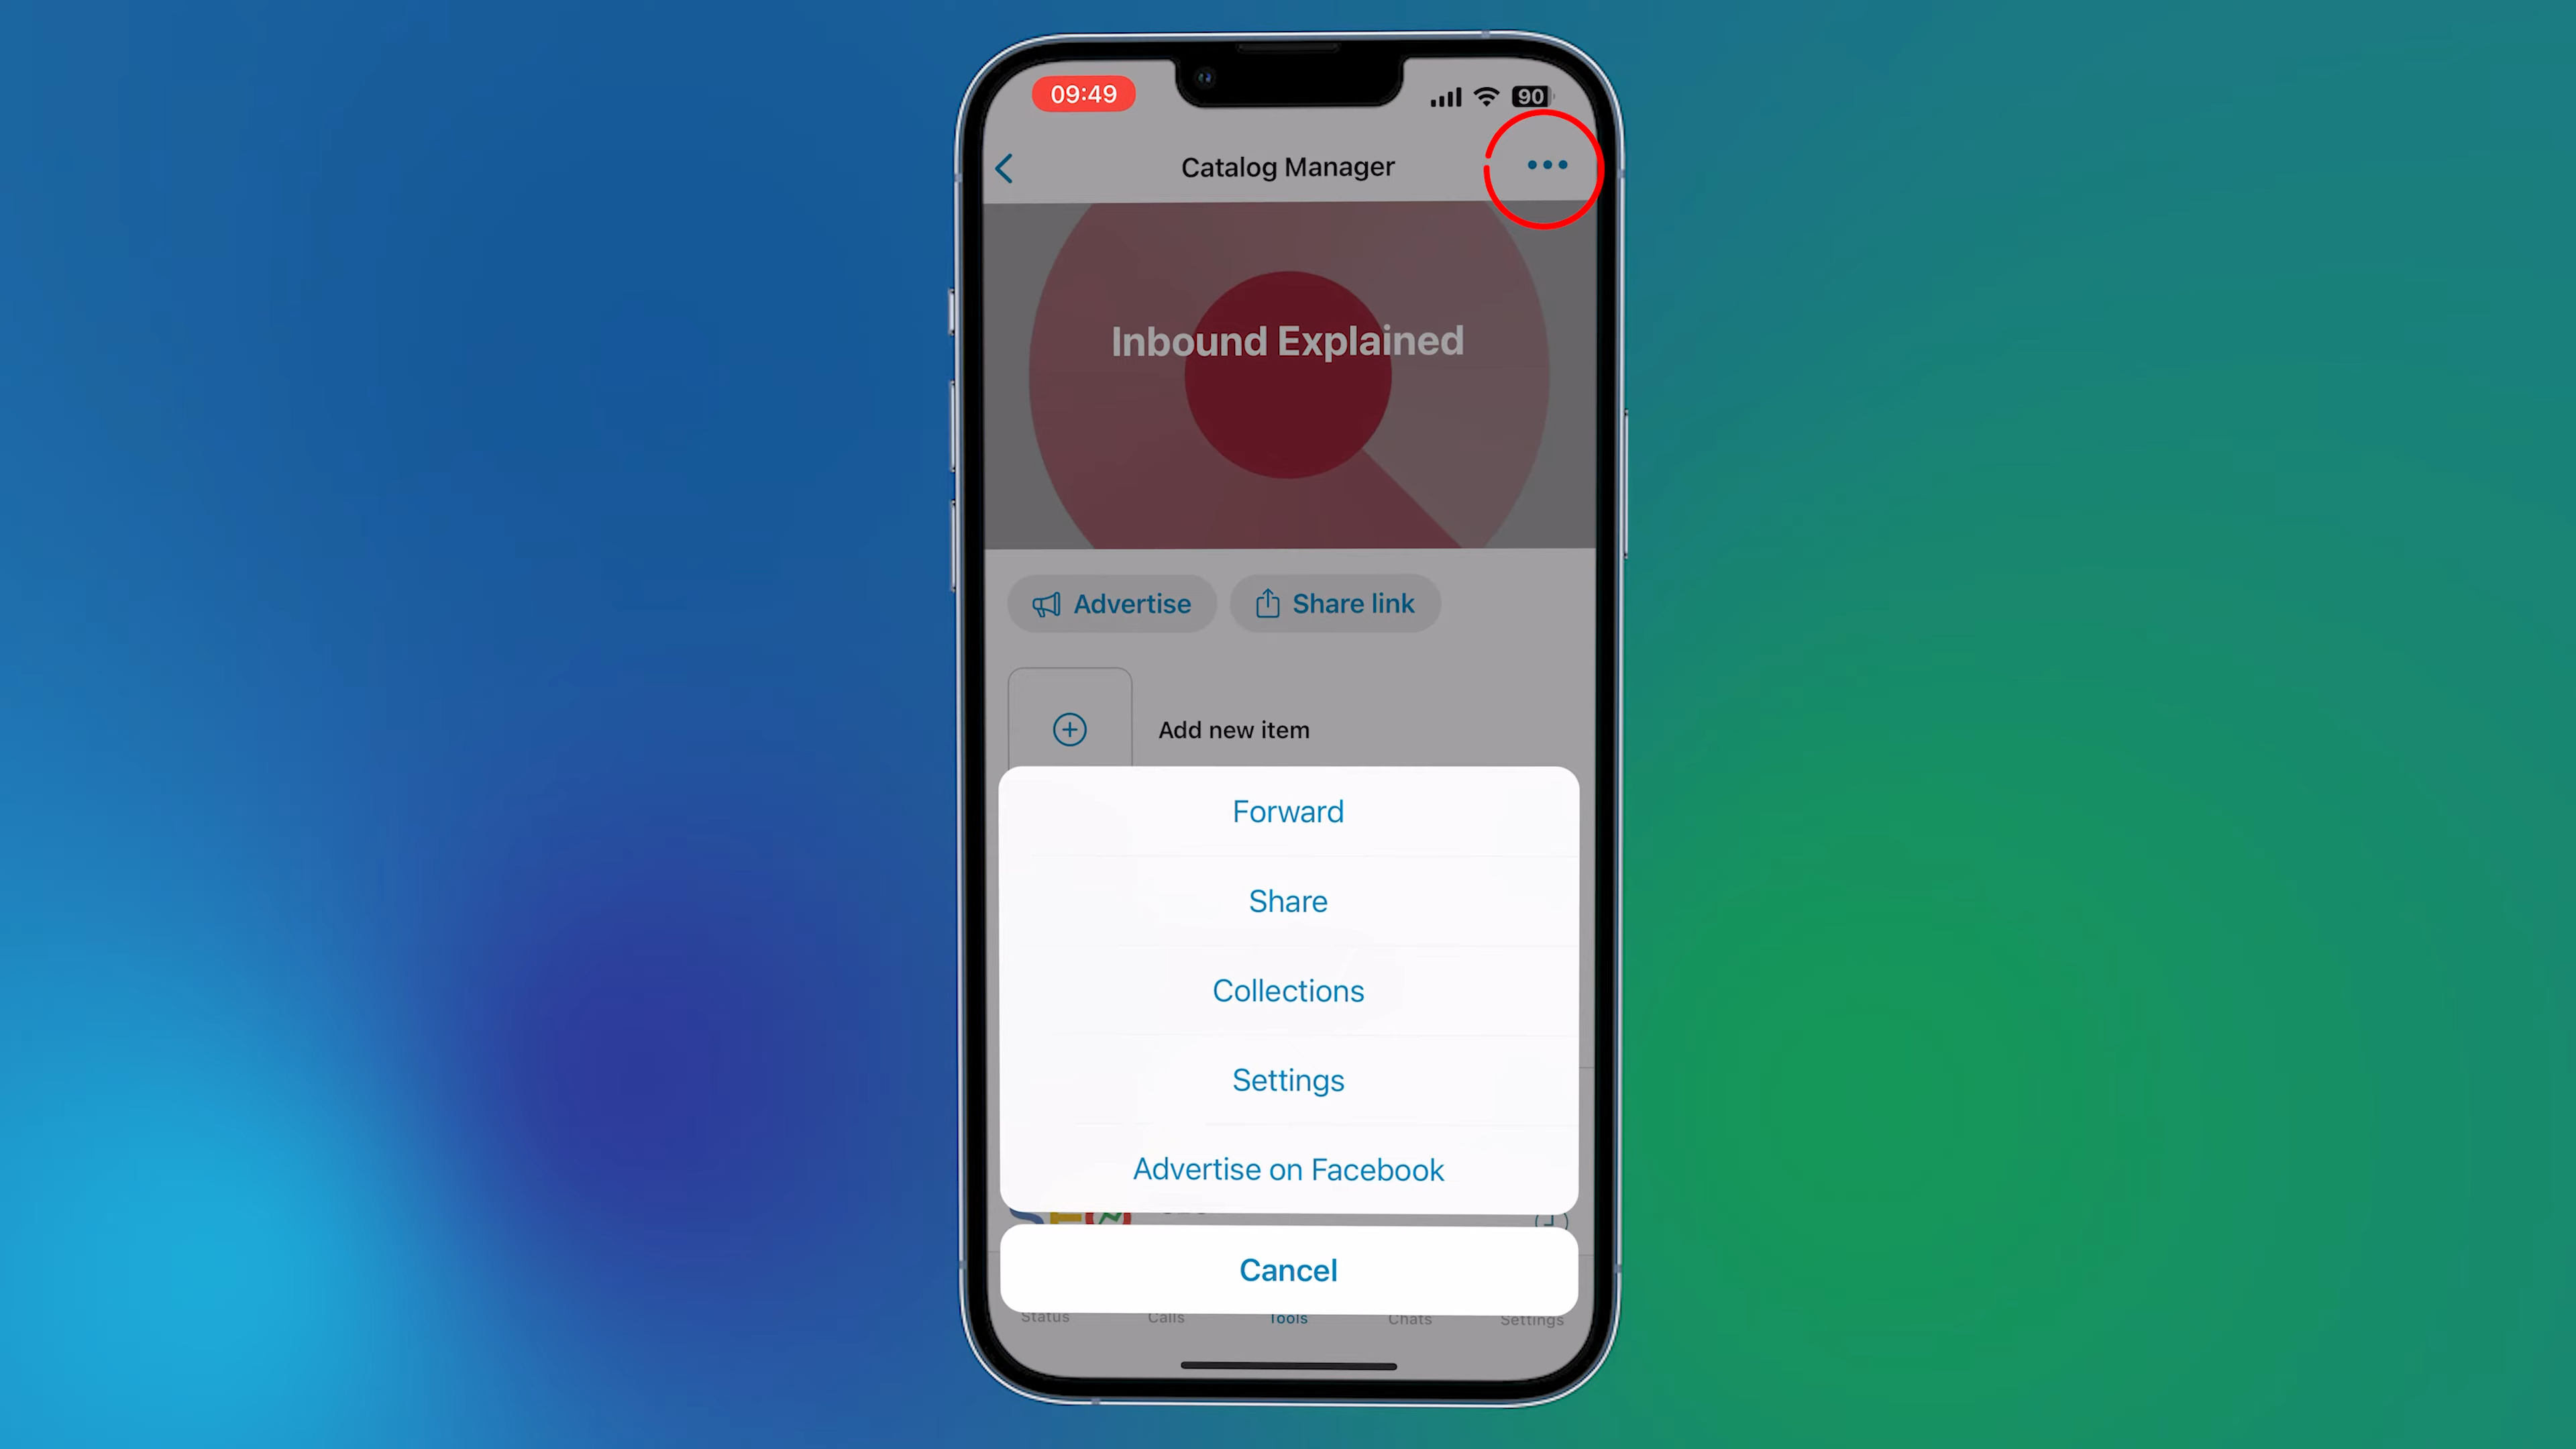 09:49
90
Catalog Manager
Inbound Explained
Advertise
Share link
Add new item
Forward
Share
Collections
Settings
Advertise on Facebook
Cancel
Status
Calls
Tools
Chats
Settings